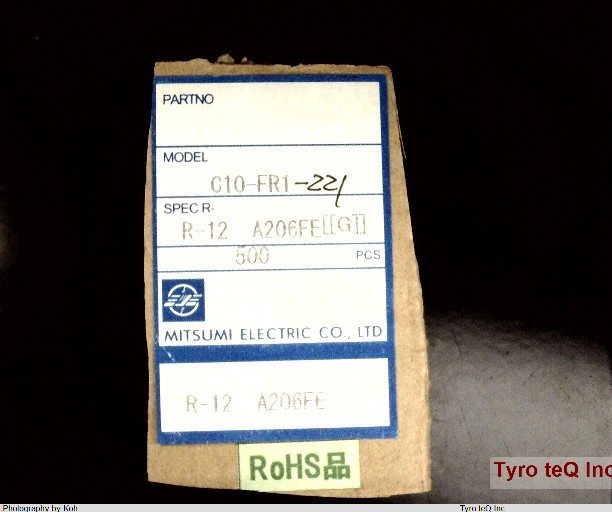 PARTNO
MODEL
C10-FR1-221
SPEC R-
R-12 A206FE[[G]]
500 PCS
MITSUMI ELECTRIC CO., LTD
R-12 A206FE
RoHS品
Tyro teQ Inc
Photography by Koh Tyro teQ Inc